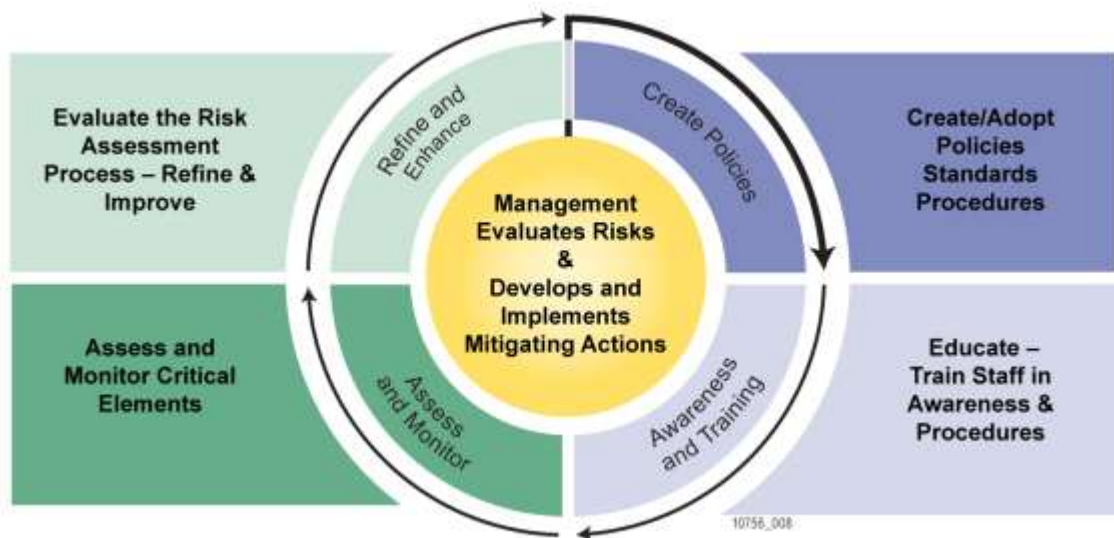 Evaluate the Risk
Assessment
Process – Refine &
Improve
Refine and
Enhance
Create Policies
Create/Adopt
Policies
Standards
Procedures
Management
Evaluates Risks
&
Develops and
Implements
Mitigating Actions
Assess and
Monitor Critical
Elements
Assess
and Monitor
Awareness
and Training
Educate –
Train Staff in
Awareness &
Procedures
10756_008